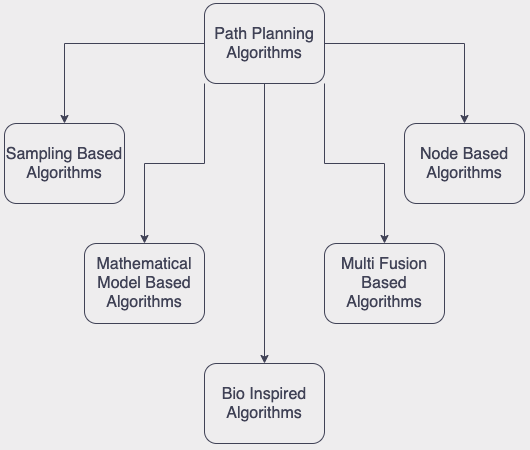 Path Planning
Algorithms
Sampling Based
Algorithms
Node Based
Algorithms
Mathematical
Model Based
Algorithms
Multi Fusion
Based
Algorithms
Bio Inspired
Algorithms